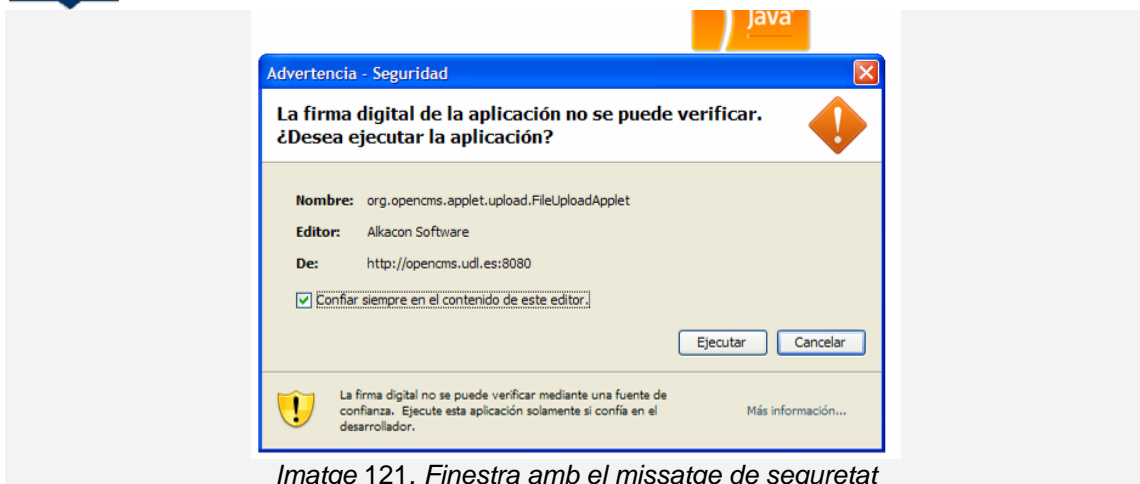 Java
Advertencia - Seguridad
La firma digital de la aplicación no se puede verificar.
¿Desea ejecutar la aplicación?
Nombre: org.opencms.applet.upload.FileUploadApplet
Editor: Alkacon Software
De: http://opencms.udl.es:8080
Confiar siempre en el contenido de este editor.
Ejecutar Cancelar
La firma digital no se puede verificar mediante una fuente de
confianza. Ejecute esta aplicación solamente si confía en el
desarrollador.
Más información...
Imatge 121. Finestra amb el missatge de seguretat